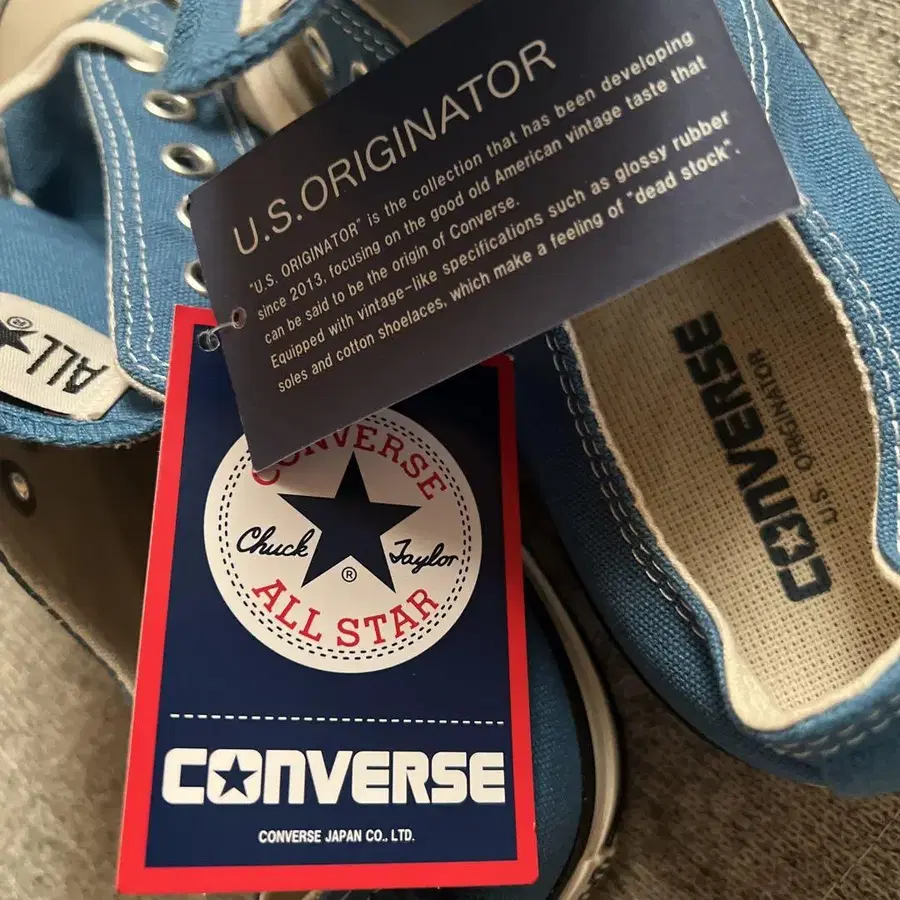 U.S.ORIGINATOR
"U.S. ORIGINATOR" is the collection that has been developing
since 2013, focusing on the good old American vintage taste that
can be said to be the origin of Converse.
Equipped with vintage-like specifications such as glossy rubber
soles and cotton shoelaces, which make a feeling of "dead stock".
ALL
®
CONVERSE
Chuck Taylor
®
ALL STAR
CONVERSE
CONVERSE JAPAN CO., LTD.
CONVERSE
U.S. ORIGINATOR